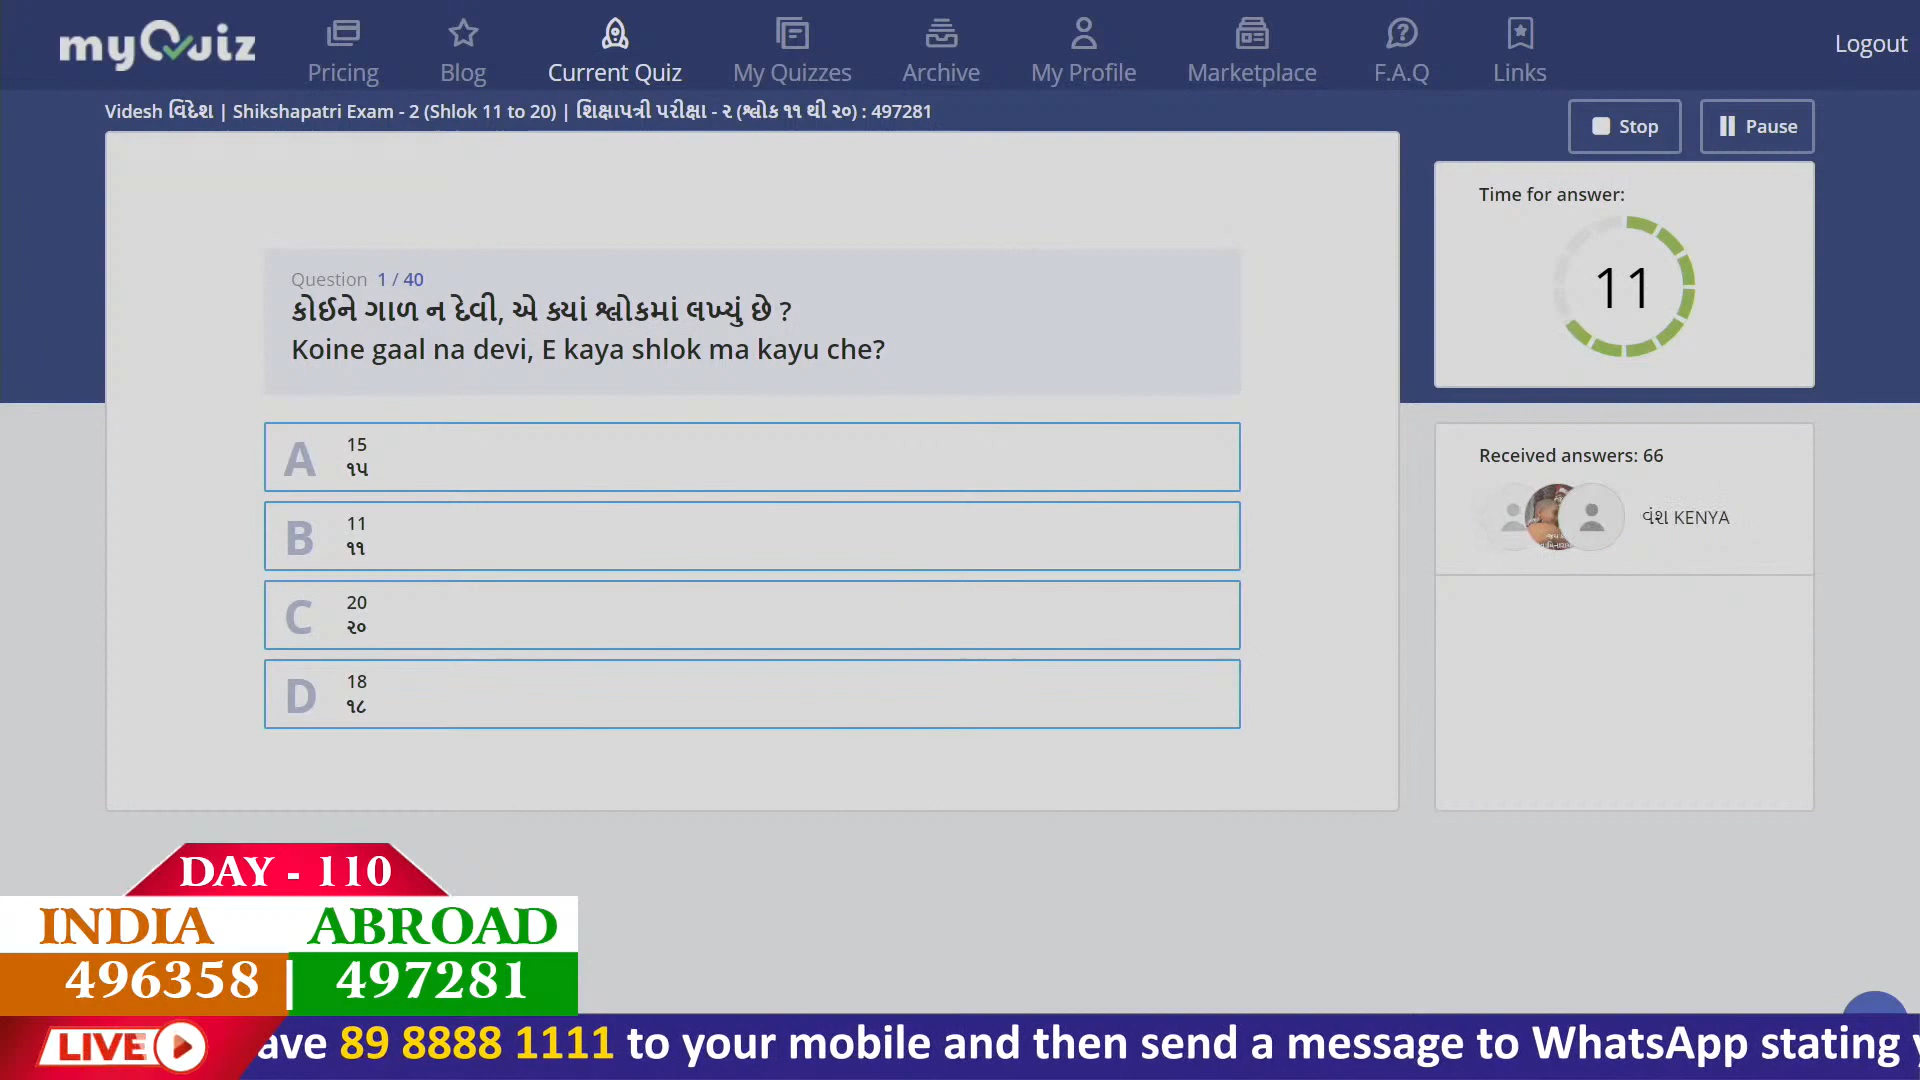 myQuiz
Pricing
Blog
Current Quiz
My Quizzes
Archive
My Profile
Marketplace
F.A.Q
Links
Logout
Videsh વિદેશ | Shikshapatri Exam - 2 (Shlok 11 to 20) | શિક્ષાપત્રી પરીક્ષા - ૨ (શ્લોક ૧૧ થી ૨૦) : 497281
Stop
Pause
Time for answer:
11
Question 1 / 40
કોઈને ગાળ ન દેવી, એ ક્યાં શ્લોકમાં લખ્યું છે ?
Koine gaal na devi, E kaya shlok ma kayu che?
A
15
૧૫
B
11
૧૧
C
20
૨૦
D
18
૧૮
Received answers: 66
વંશ KENYA
DAY - 110
INDIA
ABROAD
496358 | 497281
LIVE
ave 89 8888 1111 to your mobile and then send a message to WhatsApp stating